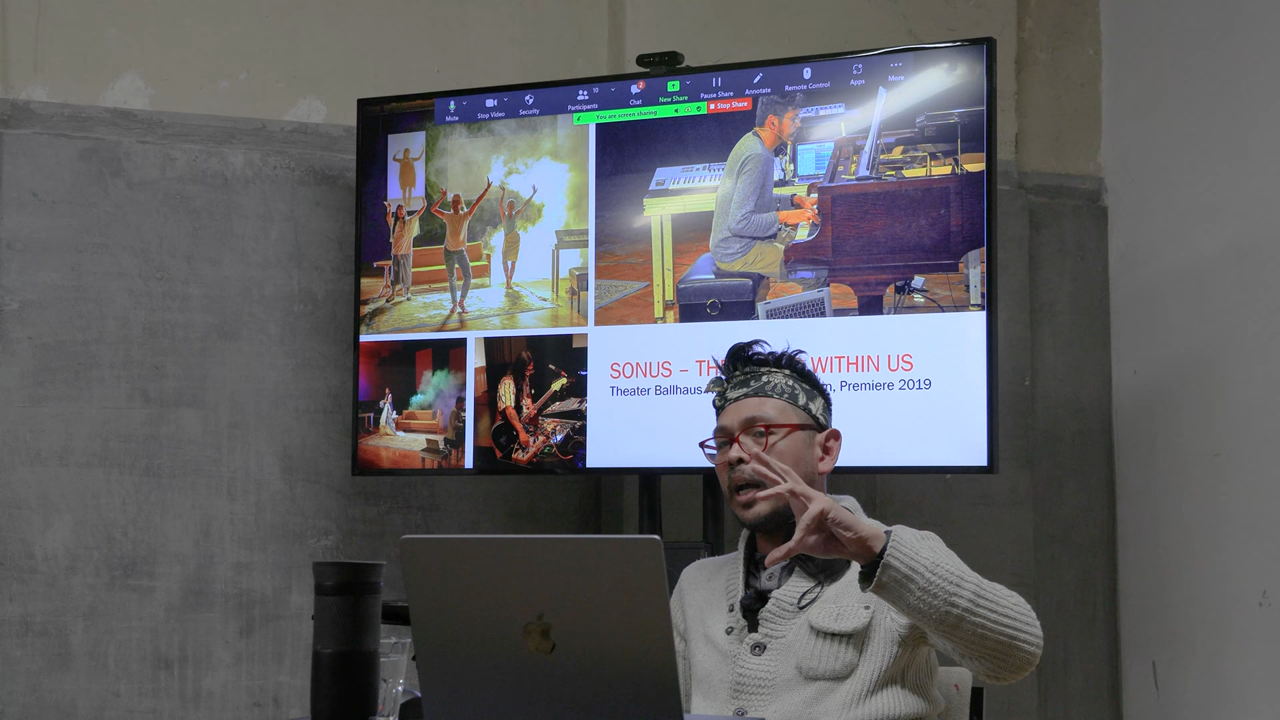 Mute
Stop Video
Security
Participants
10
Chat
2
New Share
Pause Share
Annotate
Remote Control
Apps
More
You are screen sharing
Stop Share
SONUS – WITHIN US
Theater Ballhaus Premiere 2019